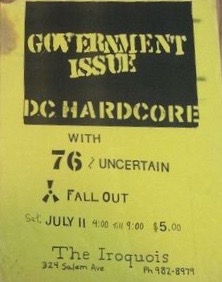 GOVERNMENT
ISSUE
DC HARDCORE
WITH
76% UNCERTAIN
FALL OUT
Sat. JULY 11 4:00 till 9:00 $5.00
The Iroquois
324 Salem Ave Ph 982-8979